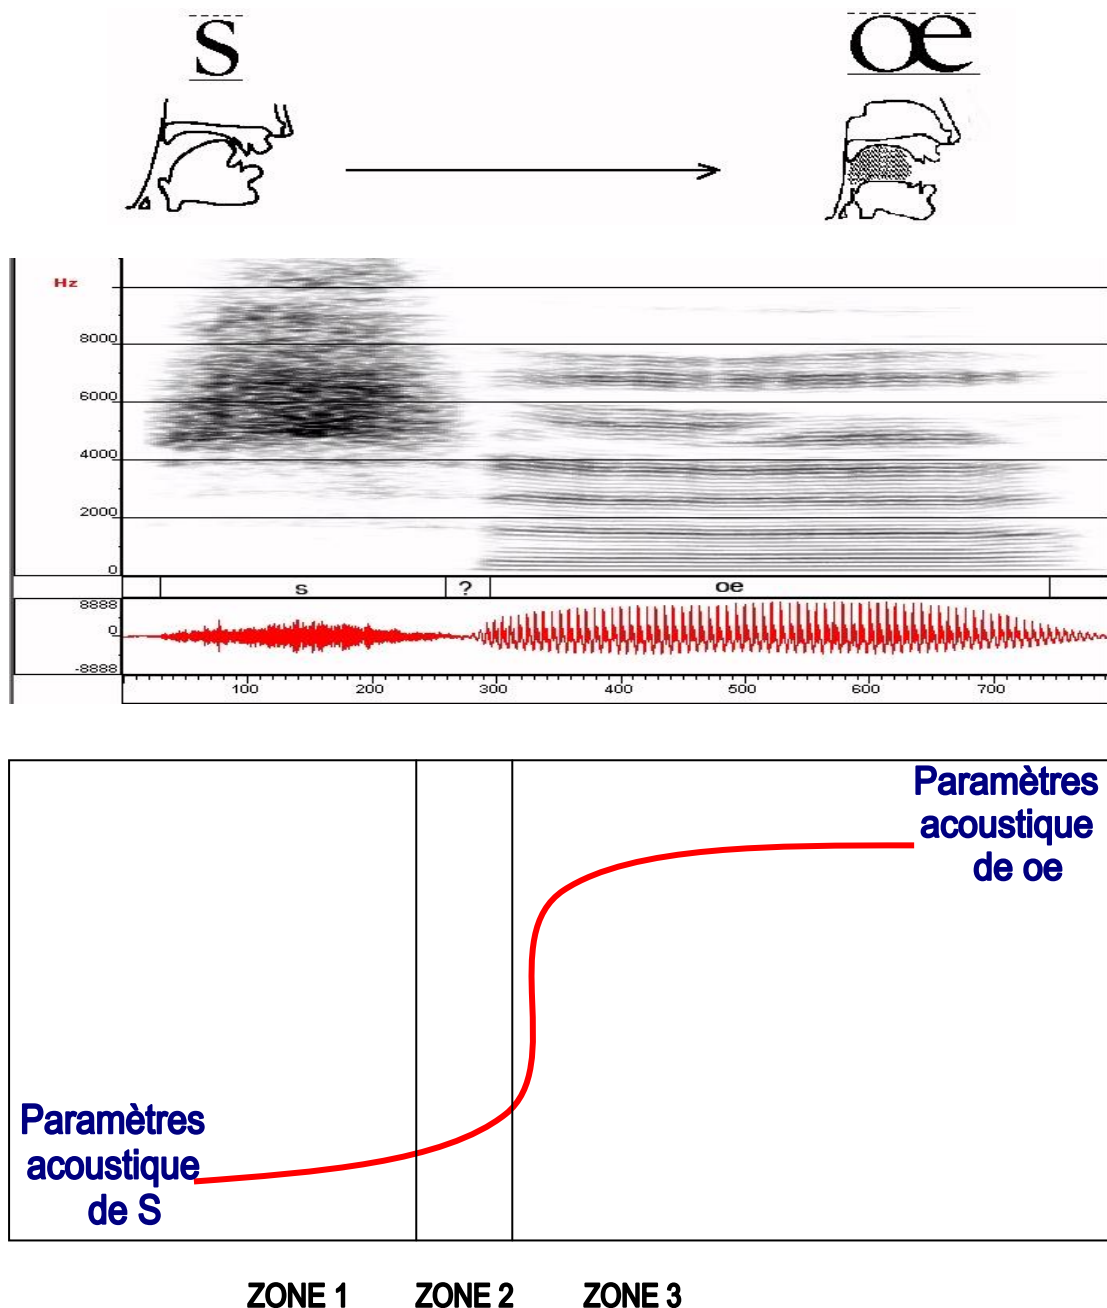 s œ
Hz
8000
6000
4000
2000
0
s ? oe
8888
0
-8888
100 200 300 400 500 600 700
Paramètres
acoustique
de oe
Paramètres
acoustique
de S
ZONE 1 ZONE 2 ZONE 3